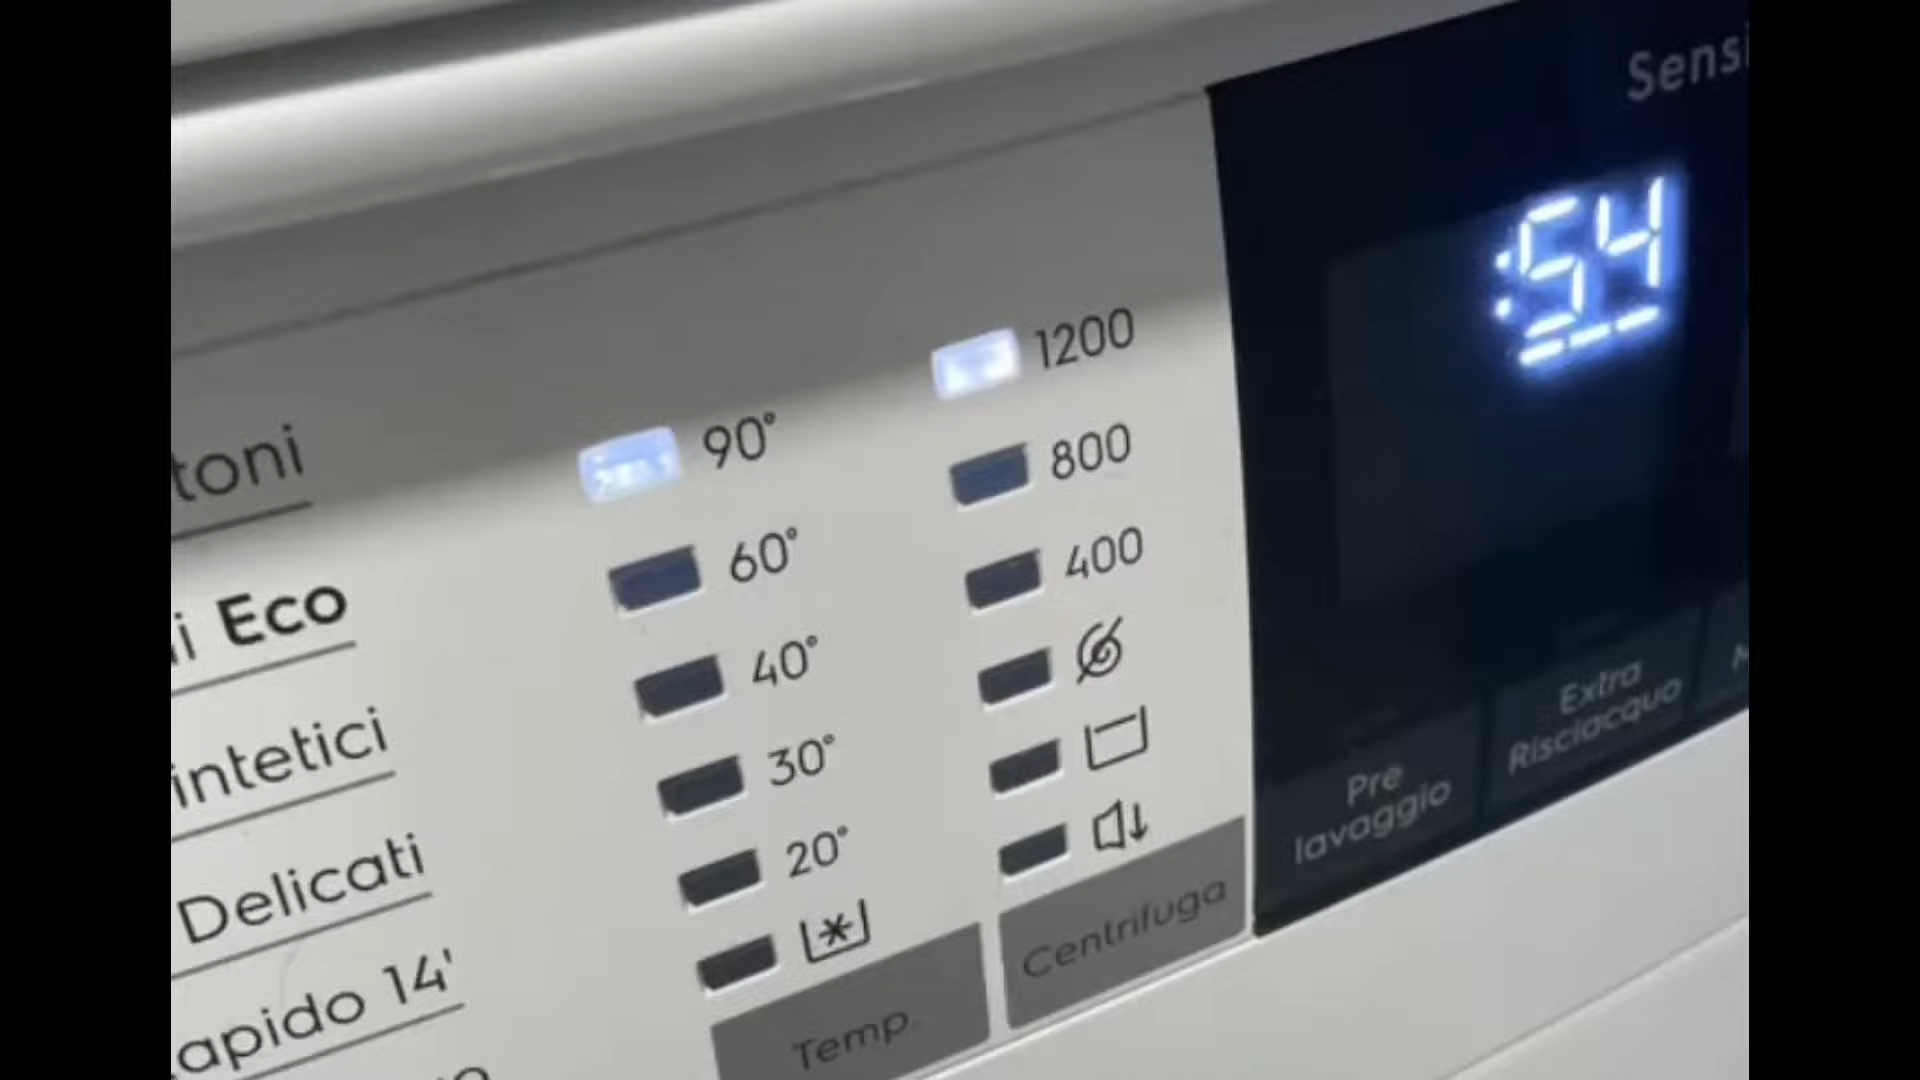 Sensi
:54
1200
90°
800
toni
60°
400
i Eco
40°
intetici
30°
Extra
Risciacquo
Pre
lavaggio
20°
Delicati
Centrifuga
apido 14'
Temp.